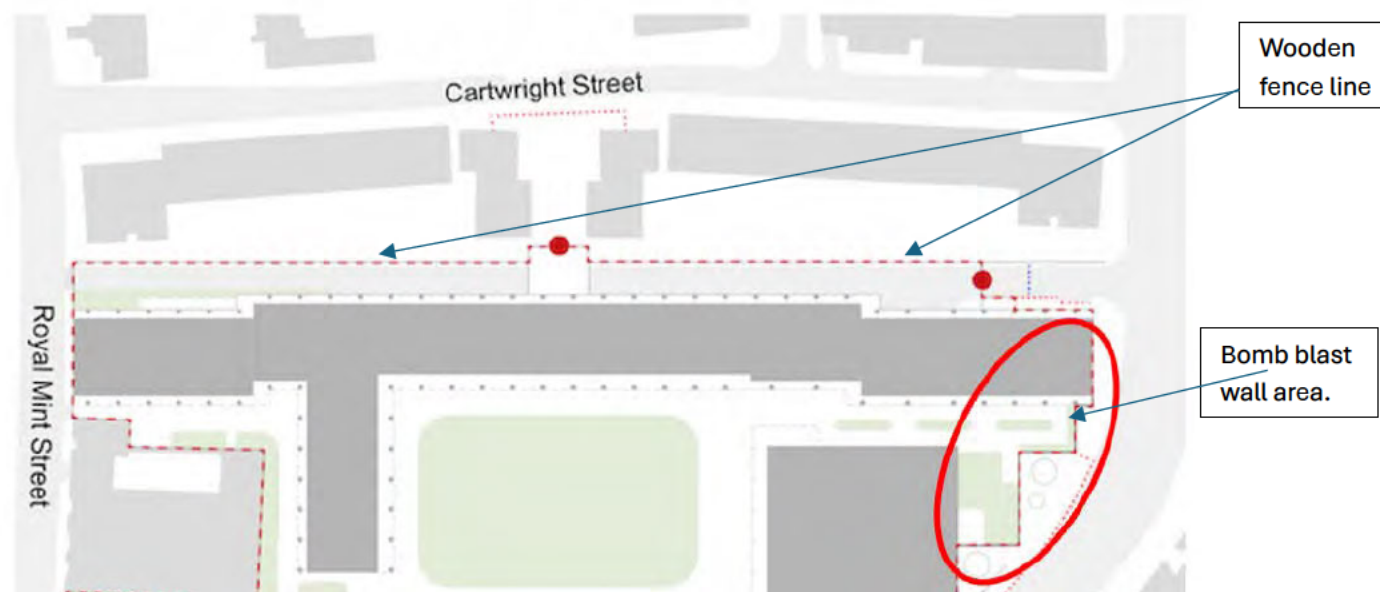 Wooden
fence line
Cartwright Street
Royal Mint Street
Bomb blast
wall area.